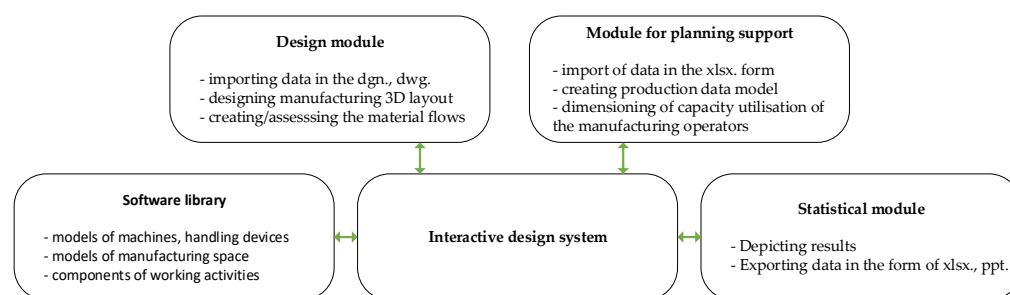 Design module
- importing data in the dgn., dwg.
- designing manufacturing 3D layout
- creating/assesssing the material flows
Module for planning support
- import of data in the xlsx. form
- creating production data model
- dimensioning of capacity utilisation of
the manufacturing operators
Software library
- models of machines, handling devices
- models of manufacturing space
- components of working activities
Interactive design system
Statistical module
- Depicting results
- Exporting data in the form of xlsx., ppt.